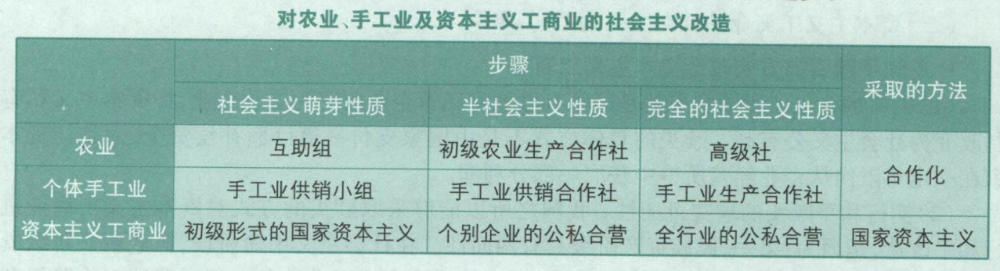 对农业、手工业及资本主义工商业的社会主义改造
步骤 采取的方法
社会主义萌芽性质 半社会主义性质 完全的社会主义性质
农业 互助组 初级农业生产合作社 高级社 合作化
个体手工业 手工业供销小组 手工业供销合作社 手工业生产合作社
资本主义工商业 初级形式的国家资本主义 个别企业的公私合营 全行业的公私合营 国家资本主义